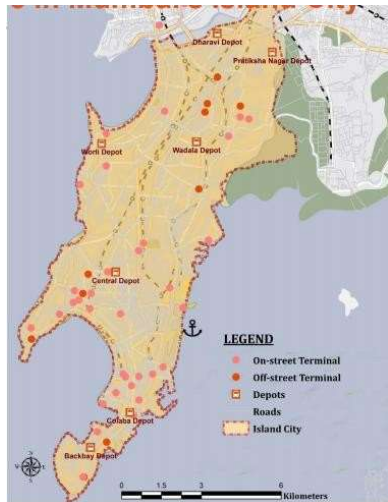 Dharavi Depot
Pratiksha Nagar Depot
Worli Depot
Wadala Depot
Central Depot
Colaba Depot
Backbay Depot
LEGEND
On-street Terminal
Off-street Terminal
Depots
Roads
Island City
0 1.5 3 6
Kilometers